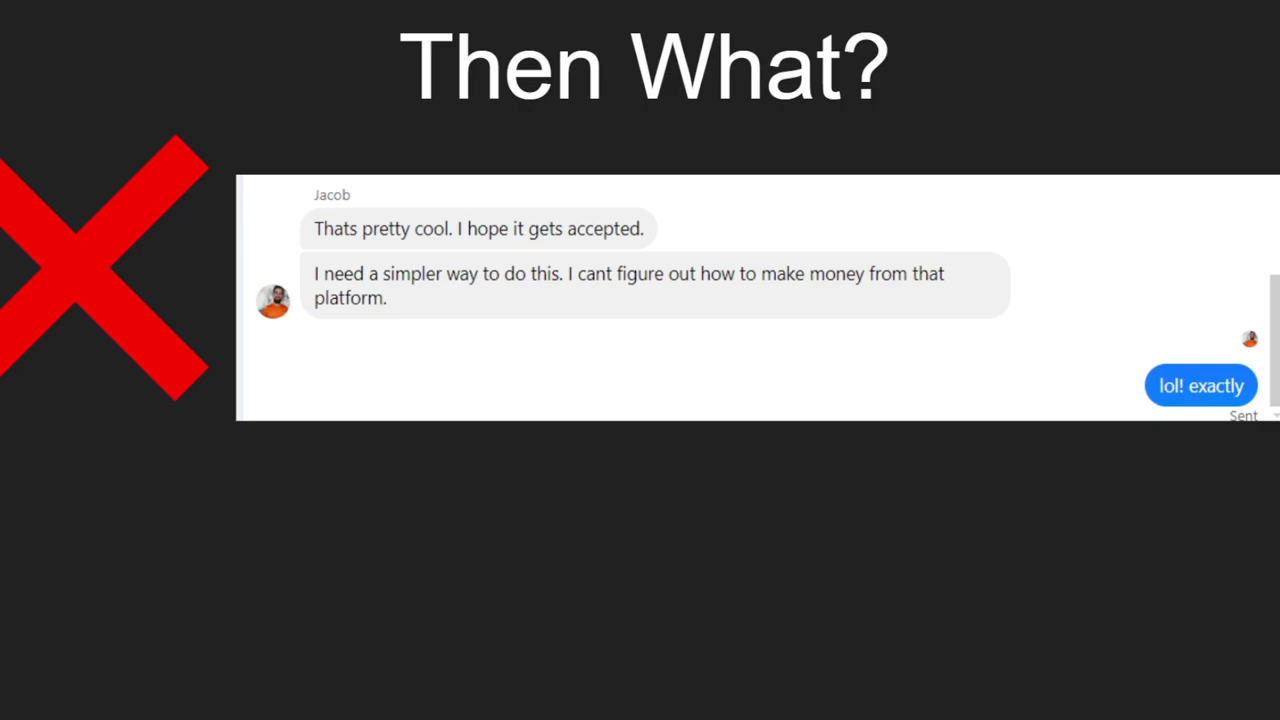 Then What?
Jacob
Thats pretty cool. I hope it gets accepted.
I need a simpler way to do this. I cant figure out how to make money from that
platform.
lol! exactly
Sent